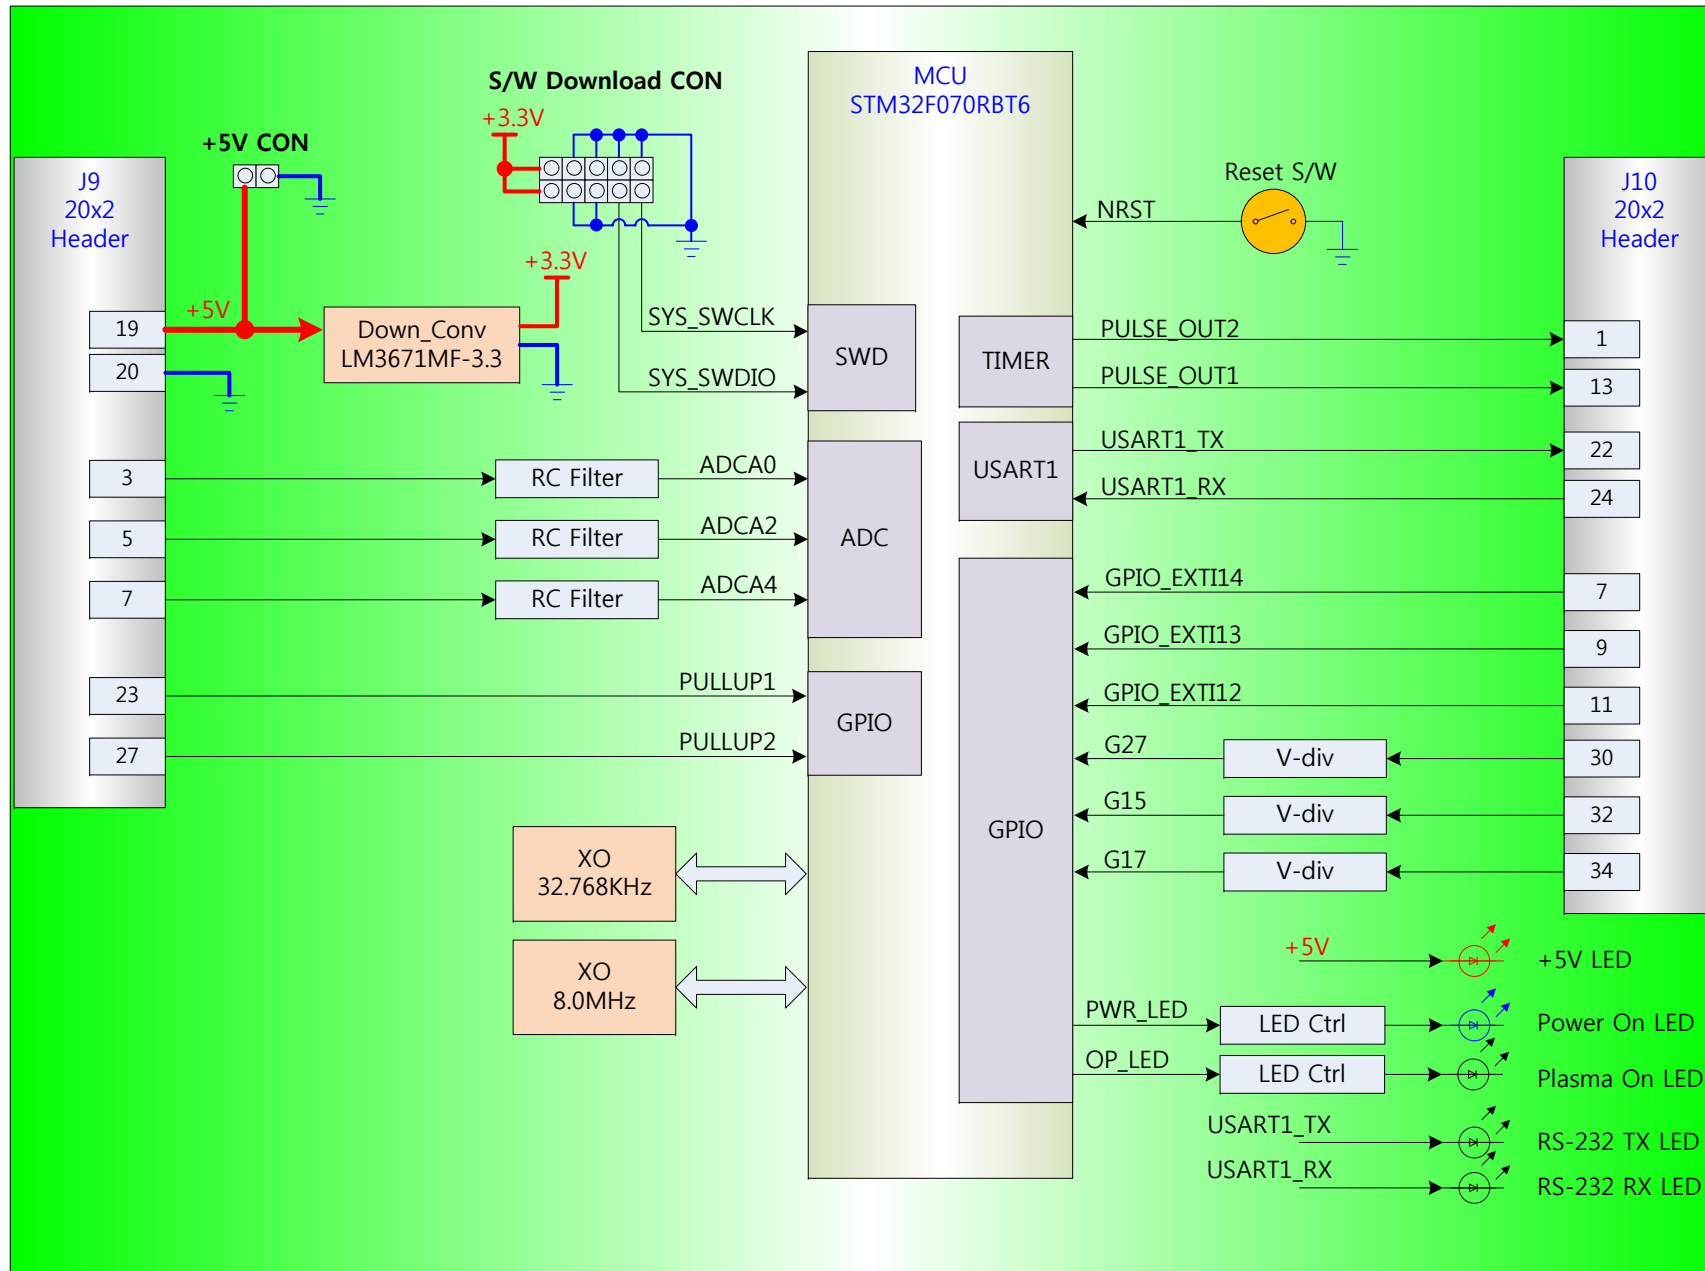 S/W Download CON
+3.3V
+5V CON
J9
20x2
Header
+5V
19
20
3
5
7
23
27
Down_Conv
LM3671MF-3.3
+3.3V
SYS_SWCLK
SYS_SWDIO
RC Filter
ADCA0
RC Filter
ADCA2
RC Filter
ADCA4
PULLUP1
PULLUP2
XO
32.768KHz
XO
8.0MHz
MCU
STM32F070RBT6
SWD
ADC
GPIO
TIMER
USART1
GPIO
Reset S/W
NRST
PULSE_OUT2
PULSE_OUT1
USART1_TX
USART1_RX
GPIO_EXTI14
GPIO_EXTI13
GPIO_EXTI12
G27
V-div
G15
V-div
G17
V-div
J10
20x2
Header
1
13
22
24
7
9
11
30
32
34
+5V
+5V LED
PWR_LED
LED Ctrl
Power On LED
OP_LED
LED Ctrl
Plasma On LED
USART1_TX
RS-232 TX LED
USART1_RX
RS-232 RX LED